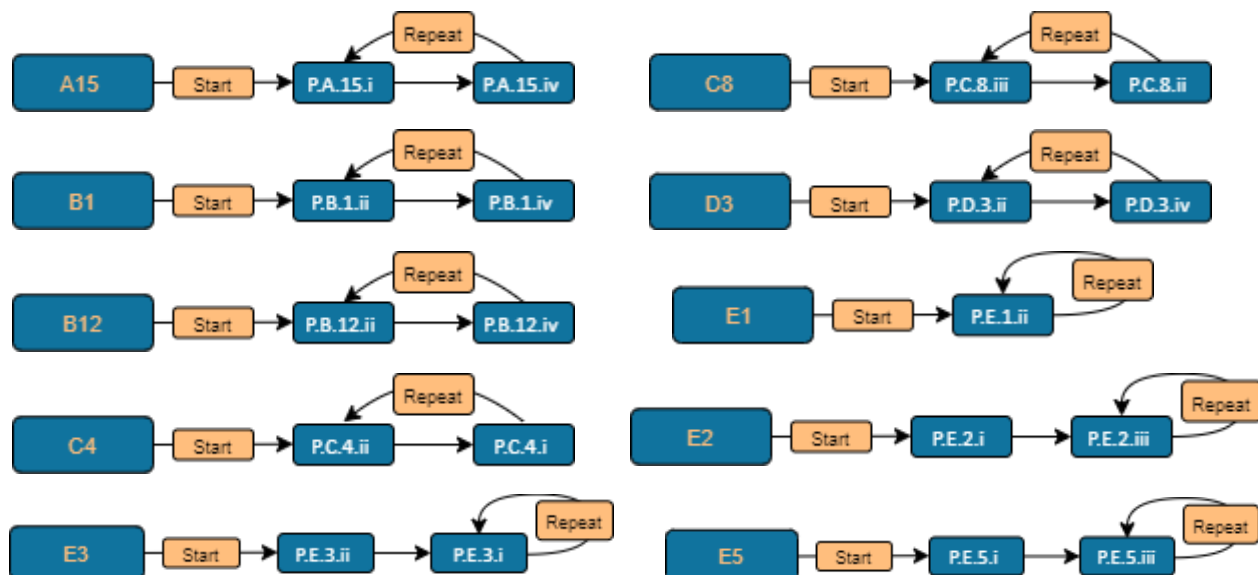 Repeat
A15 Start P.A.15.i P.A.15.iv
Repeat
C8 Start P.C.8.iii P.C.8.ii
Repeat
B1 Start P.B.1.ii P.B.1.iv
Repeat
D3 Start P.D.3.ii P.D.3.iv
Repeat
B12 Start P.B.12.ii P.B.12.iv
Repeat
E1 Start P.E.1.ii
Repeat
C4 Start P.C.4.ii P.C.4.i
Repeat
E2 Start P.E.2.i P.E.2.iii
Repeat
E3 Start P.E.3.ii P.E.3.i
Repeat
E5 Start P.E.5.i P.E.5.iii